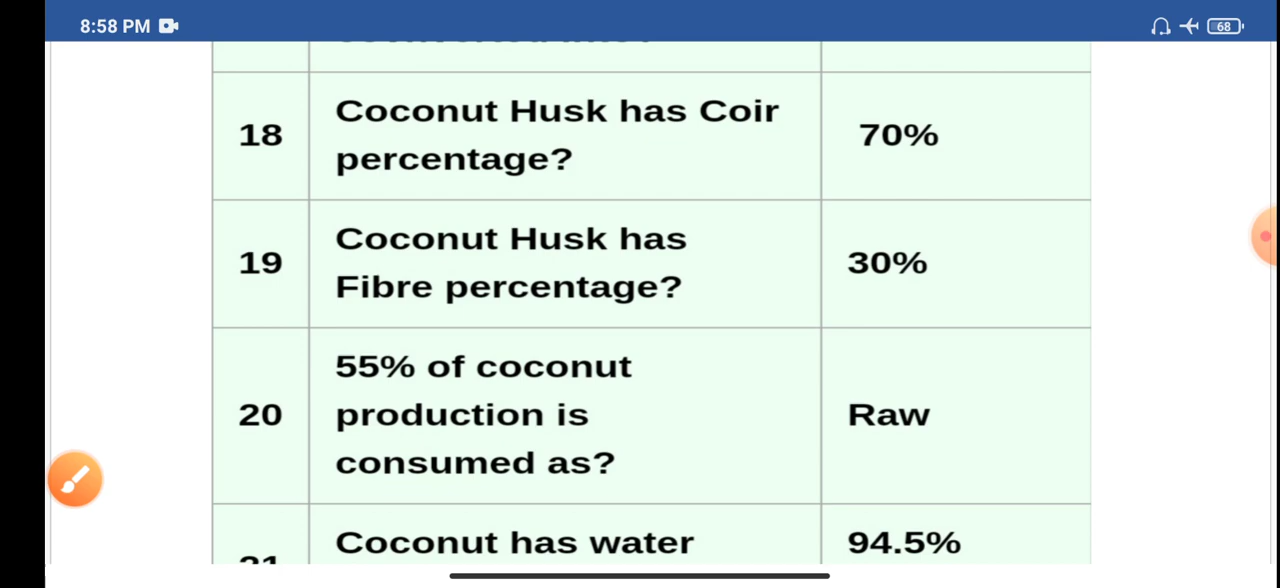 8:58 PM
68
18
Coconut Husk has Coir
percentage?
70%
19
Coconut Husk has
Fibre percentage?
30%
20
55% of coconut
production is
consumed as?
Raw
21
Coconut has water
94.5%